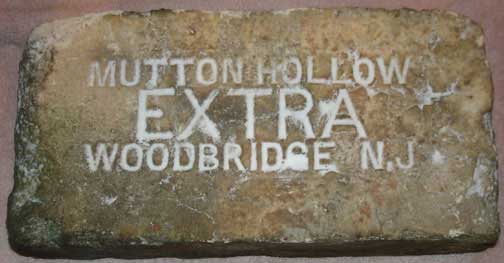 MUTTON HOLLOW
EXTRA
WOODBRIDGE N.J